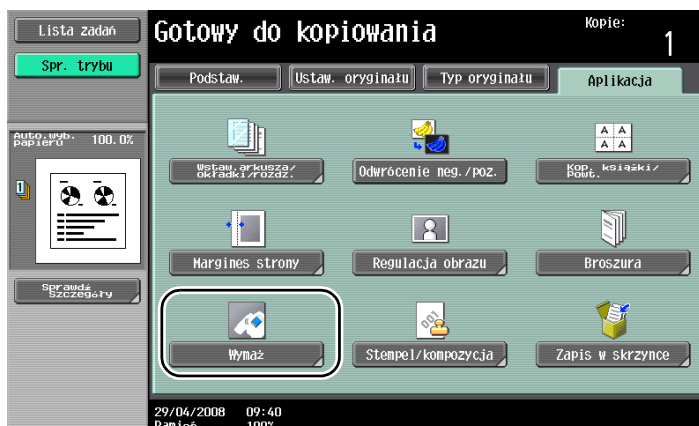 Lista zadań
Spr. trybu
Auto.wyb. papieru 100.0%
Sprawdź
Szczegóły
Gotowy do kopiowania
Kopie:
1
Podstaw. Ustaw. oryginału Typ oryginału Aplikacja
Wstaw.arkusza/
okładki/rozdz.
Odwrócenie neg./poz.
Kop. książki/
Powt.
A A
A A
Margines strony
Regulacja obrazu
Broszura
Wymaż
001
Stempel/kompozycja
Zapis w skrzynce
29/04/2008 09:40
Pamięć 100%